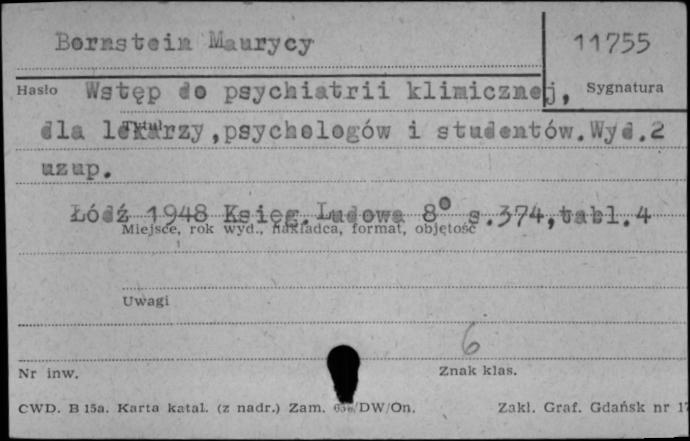 Bornstein Maurycy 11755
Hasło Wstęp do psychiatrii klinicznej, Sygnatura
Tytuł
dla lekarzy,psychologów i studentów.Wyd.2
uzup.
Łódź 1948 Księg.Ludowa 8° s.374,tabl.4
Miejsce, rok wyd., nakładca, format, objętość
Uwagi
6
Nr inw. Znak klas.
CWD. B 15a. Karta katal. (z nadr.) Zam. /DW/On. Zakł. Graf. Gdańsk nr